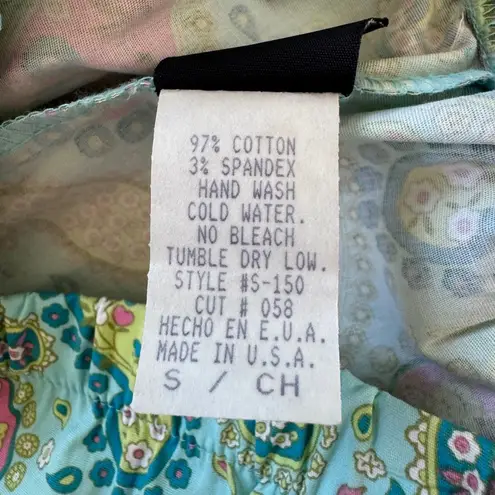 97% COTTON
3% SPANDEX
HAND WASH
COLD WATER.
NO BLEACH
TUMBLE DRY LOW.
STYLE #S-150
CUT # 058
HECHO EN E.U.A.
MADE IN U.S.A.
S / CH